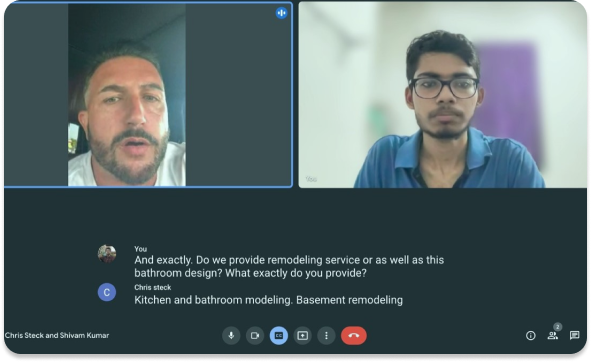 You
You
And exactly. Do we provide remodeling service or as well as this
bathroom design? What exactly do you provide?
C
Chris steck
Kitchen and bathroom modeling. Basement remodeling
Chris Steck and Shivam Kumar
2